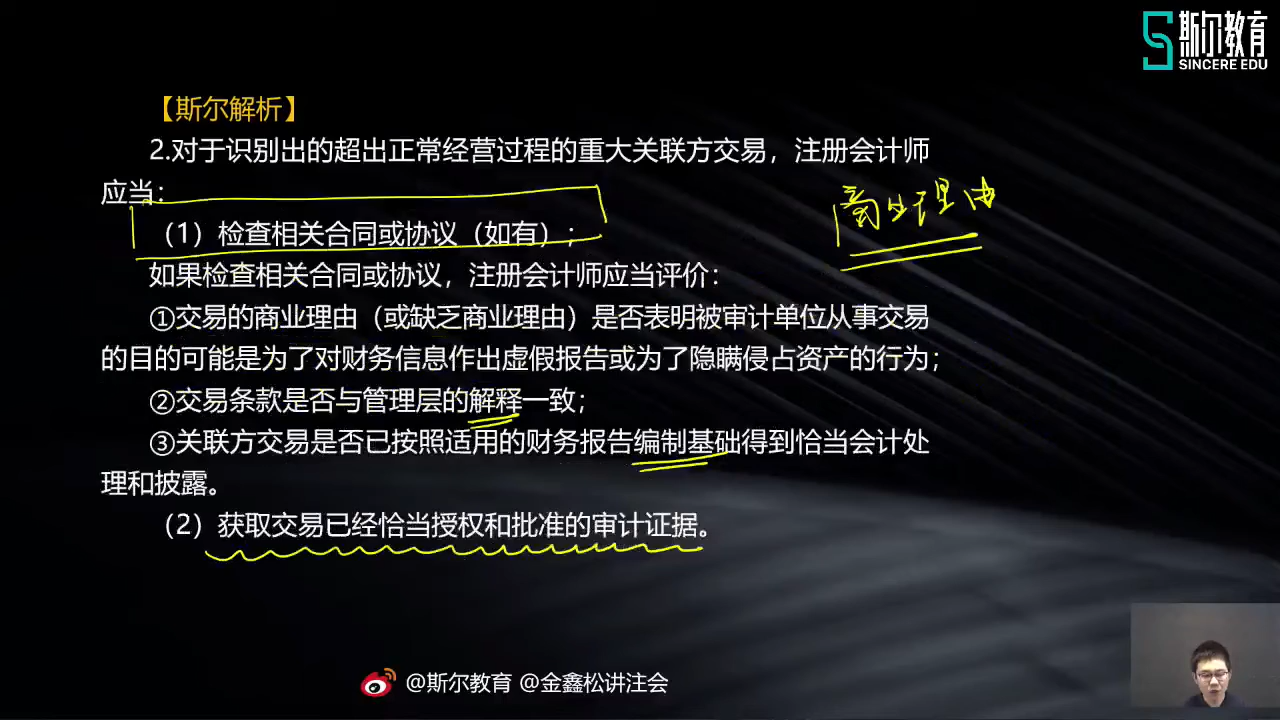 斯尔教育
SINCERE EDU
【斯尔解析】
2.对于识别出的超出正常经营过程的重大关联方交易，注册会计师
应当：
商业理由
（1）检查相关合同或协议（如有）；
如果检查相关合同或协议，注册会计师应当评价：
①交易的商业理由（或缺乏商业理由）是否表明被审计单位从事交易
的目的可能是为了对财务信息作出虚假报告或为了隐瞒侵占资产的行为；
②交易条款是否与管理层的解释一致；
③关联方交易是否已按照适用的财务报告编制基础得到恰当会计处
理和披露。
（2）获取交易已经恰当授权和批准的审计证据。
@斯尔教育 @金鑫松讲注会